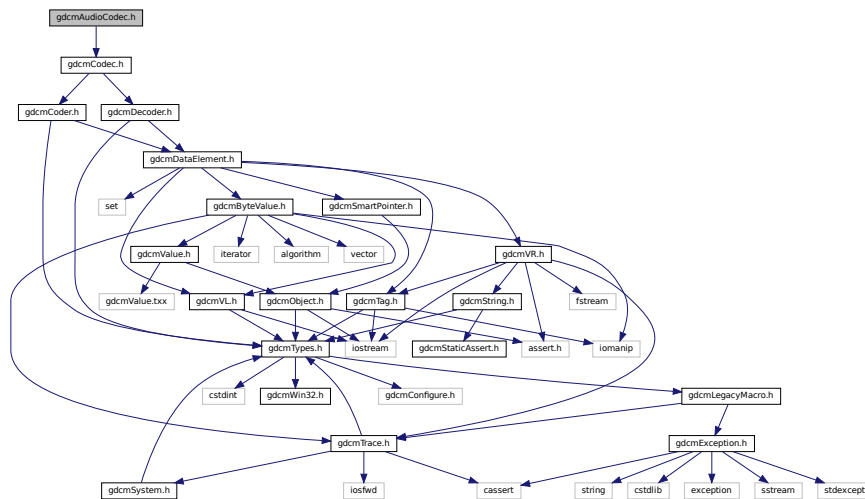 gdcmAudioCodec.h
gdcmCodec.h
gdcmCoder.h
gdcmDecoder.h
gdcmDataElement.h
set
gdcmByteValue.h
gdcmSmartPointer.h
gdcmValue.h
iterator
algorithm
vector
gdcmVR.h
gdcmValue.txx
gdcmVL.h
gdcmObject.h
gdcmTag.h
gdcmString.h
fstream
gdcmTypes.h
iostream
gdcmStaticAssert.h
assert.h
iomanip
cstdint
gdcmWin32.h
gdcmConfigure.h
gdcmLegacyMacro.h
gdcmTrace.h
gdcmException.h
gdcmSystem.h
iosfwd
cassert
string
cstdlib
exception
sstream
stdexcept